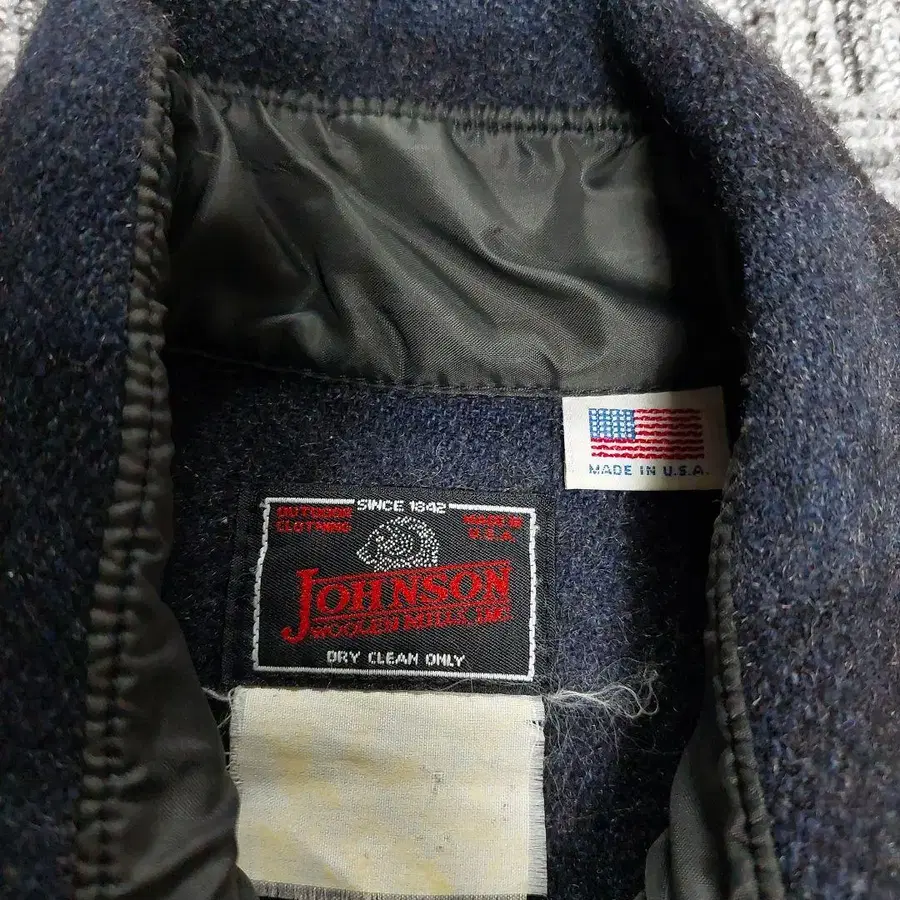 MADE IN U.S.A.
SINCE 1842
OUTDOOR
CLOTHING
MADE IN
U.S.A.
JOHNSON
WOOLEN MILLS, INC
DRY CLEAN ONLY